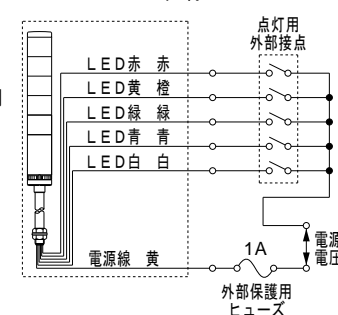 点灯用
外部接点
LED赤 赤
LED黄 橙
LED緑 緑
LED青 青
LED白 白
電源線 黄
1A
電源
電圧
外部保護用
ヒューズ